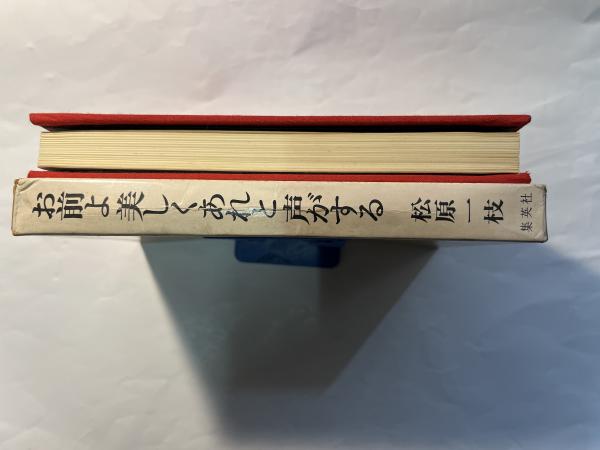 お前よ美しくあれと声がする
松原一枝
集英社